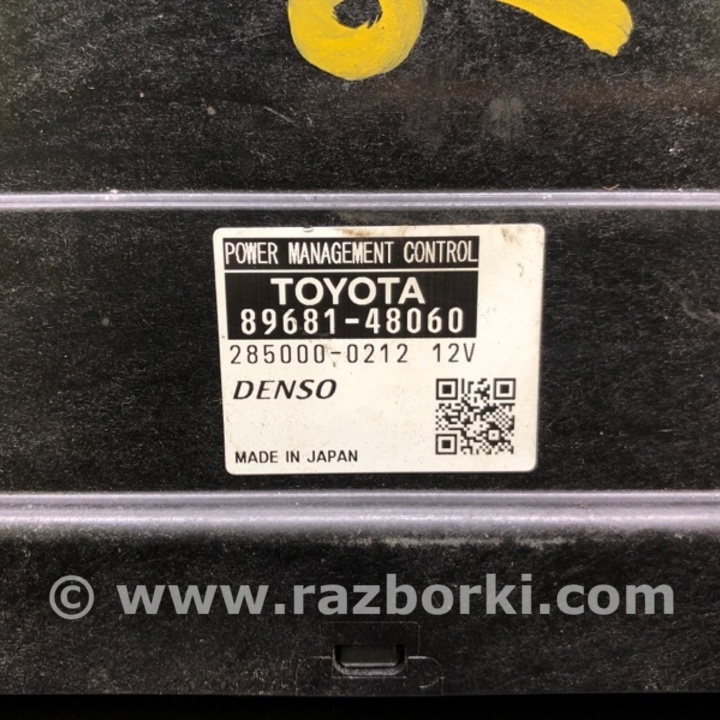 POWER MANAGEMENT CONTROL
TOYOTA
89681-48060
285000-0212 12V
DENSO
MADE IN JAPAN
© www.razborki.com